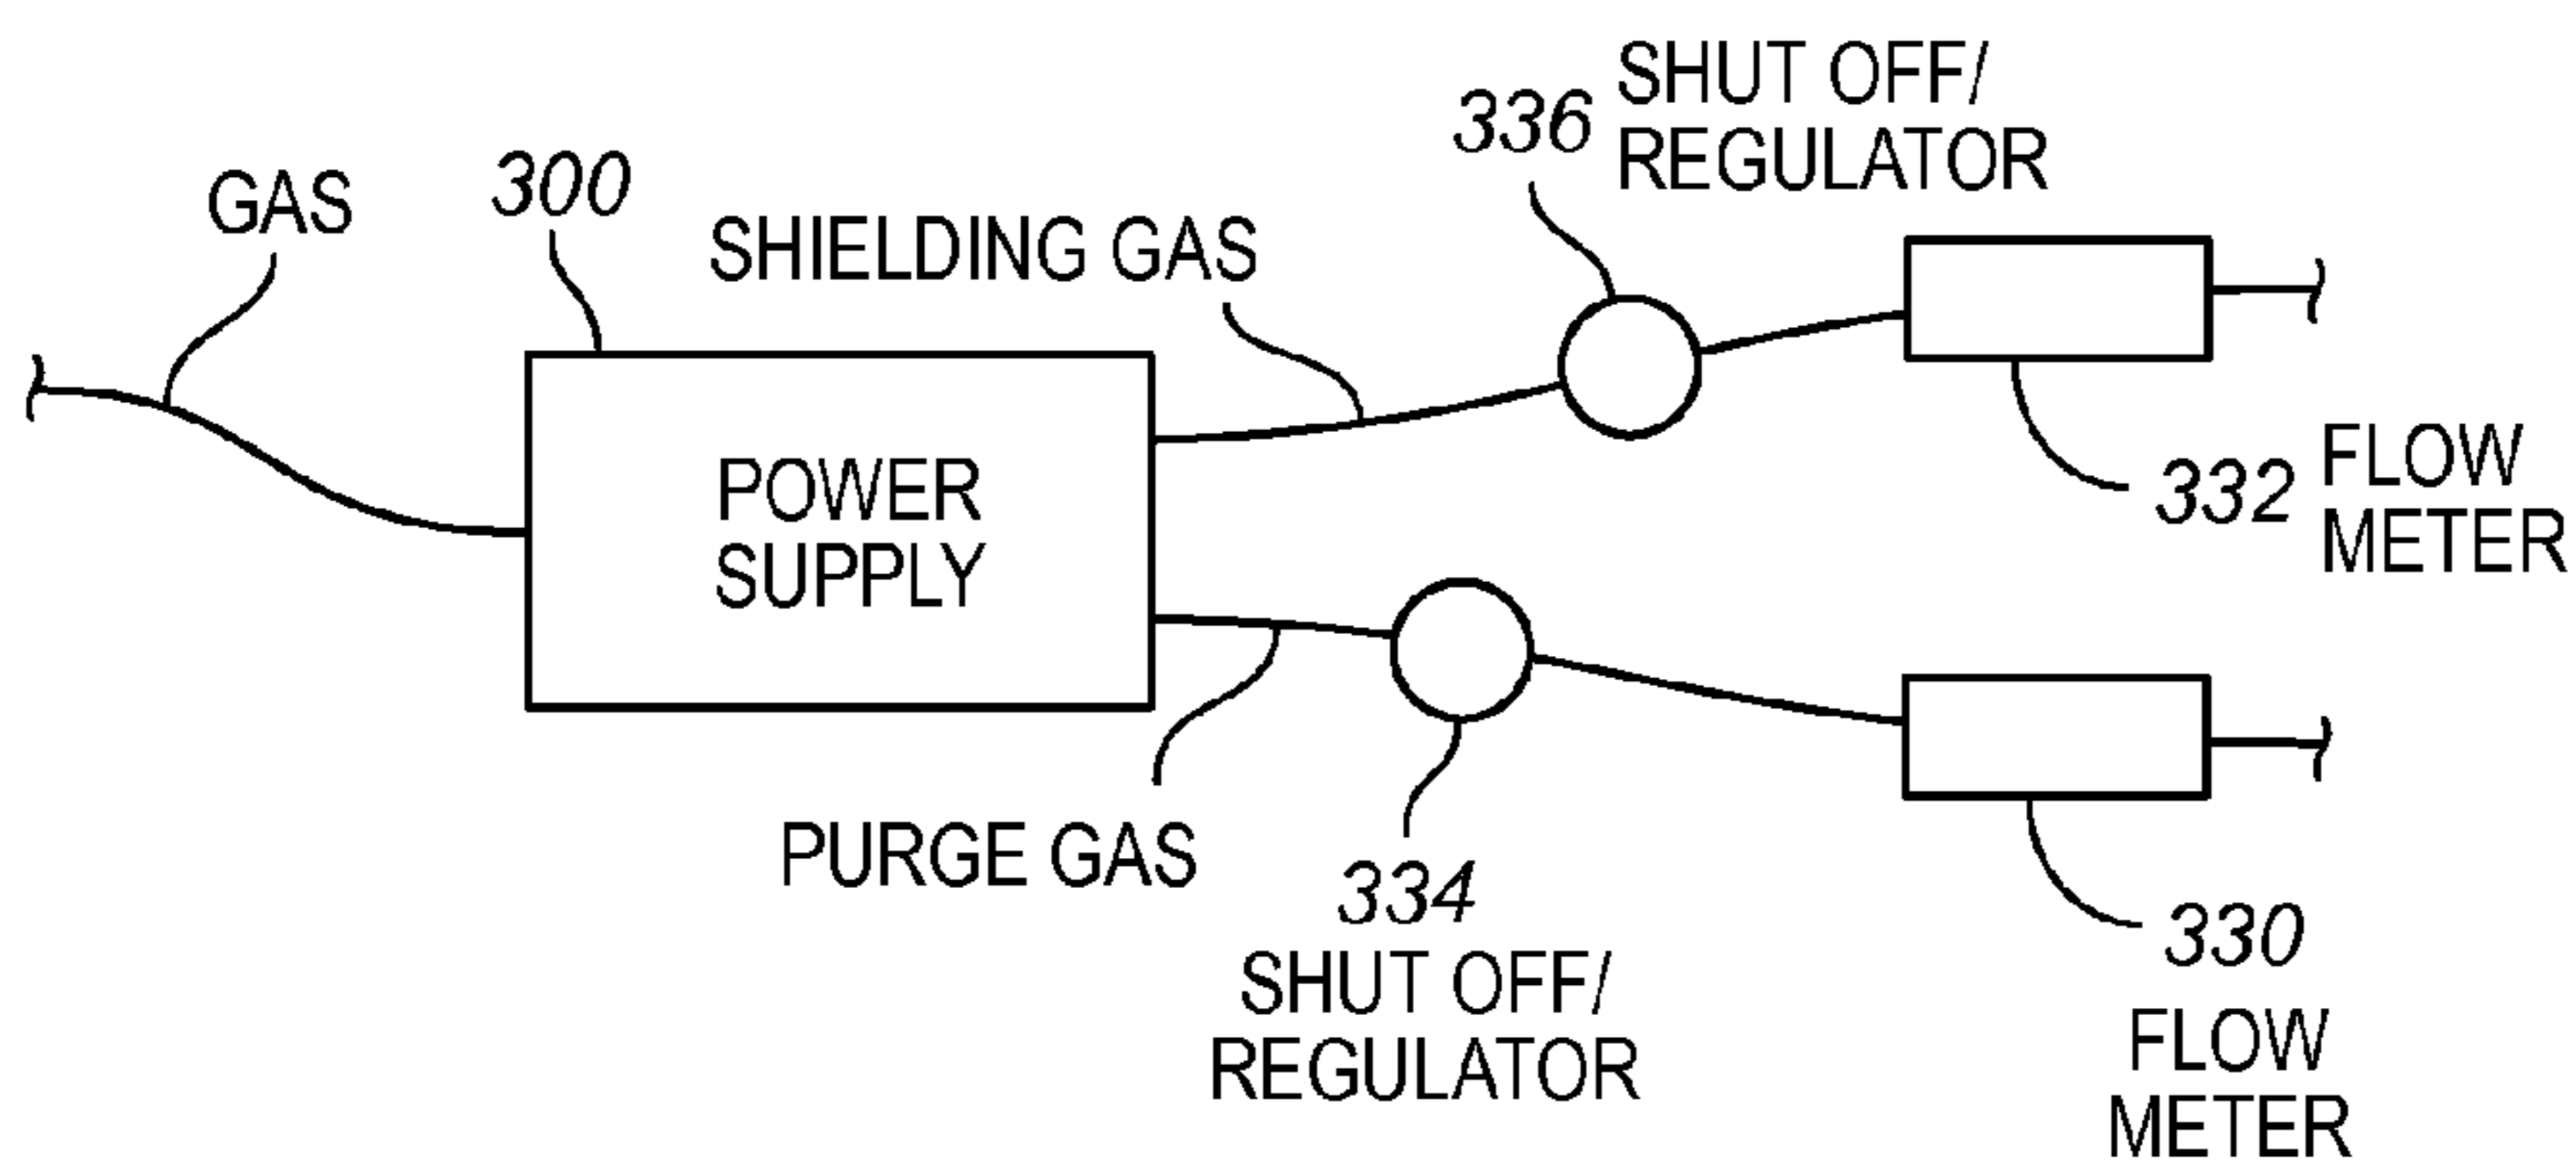 GAS
300
SHIELDING GAS
336
SHUT OFF/
REGULATOR
POWER
SUPPLY
332
FLOW
METER
PURGE GAS
334
SHUT OFF/
REGULATOR
330
FLOW
METER